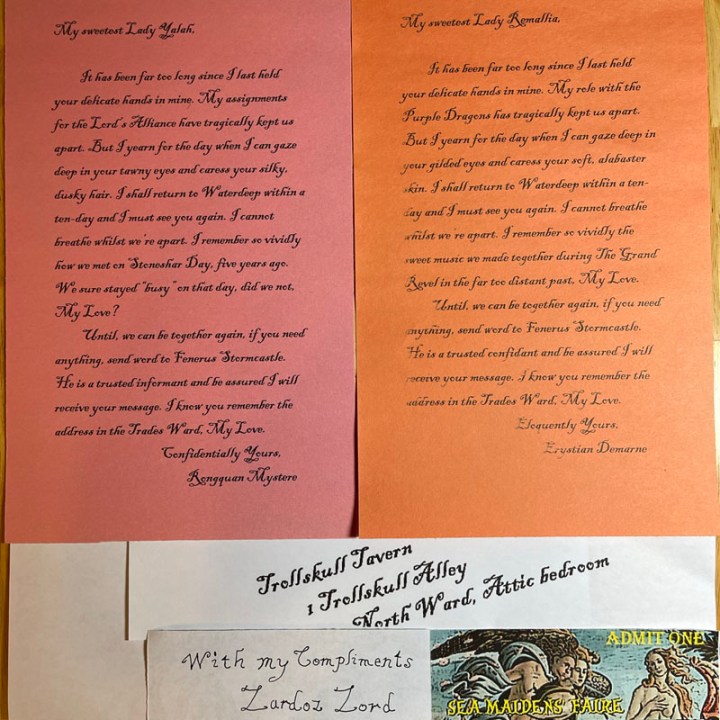 My sweetest Lady Yalah,
It has been far too long since I last held
your delicate hands in mine. My assignments
for the Lord's Alliance have tragically kept us
apart. But I yearn for the day when I can gaze
deep in your tawny eyes and caress your silky,
dusky hair. I shall return to Waterdeep within a
ten-day and I must see you again. I cannot
breathe whilst we're apart. I remember so vividly
how we met on Stoneshar Day, five years ago.
We sure stayed "busy" on that day, did we not,
My Love?
Until, we can be together again, if you need
anything, send word to Fenerus Stormcastle.
He is a trusted informant and be assured I will
receive your message. I know you remember the
address in the Trades Ward, My Love.
Confidentially Yours,
Rongquan Mystere
My sweetest Lady Remallia,
It has been far too long since I last held
your delicate hands in mine. My role with the
Purple Dragons has tragically kept us apart.
But I yearn for the day when I can gaze deep in
your gilded eyes and caress your soft, alabaster
skin. I shall return to Waterdeep within a ten-
day and I must see you again. I cannot breathe
whilst we're apart. I remember so vividly the
sweet music we made together during The Grand
Revel in the far too distant past, My Love.
Until, we can be together again, if you need
anything, send word to Fenerus Stormcastle.
He is a trusted confidant and be assured I will
receive your message. I know you remember the
address in the Trades Ward, My Love.
Eloquently Yours,
Erystian Demarne
Trollskull Tavern
1 Trollskull Alley
North Ward, Attic bedroom
With my Compliments
Zardoz Zord
ADMIT ONE
SEA MAIDENS FAIRE